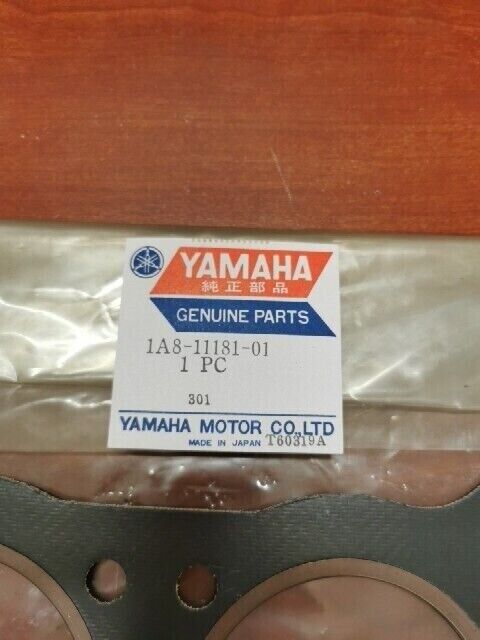 YAMAHA
純正部品
GENUINE PARTS
1A8-11181-01
1 PC
301
YAMAHA MOTOR CO.,LTD
MADE IN JAPAN T60319A